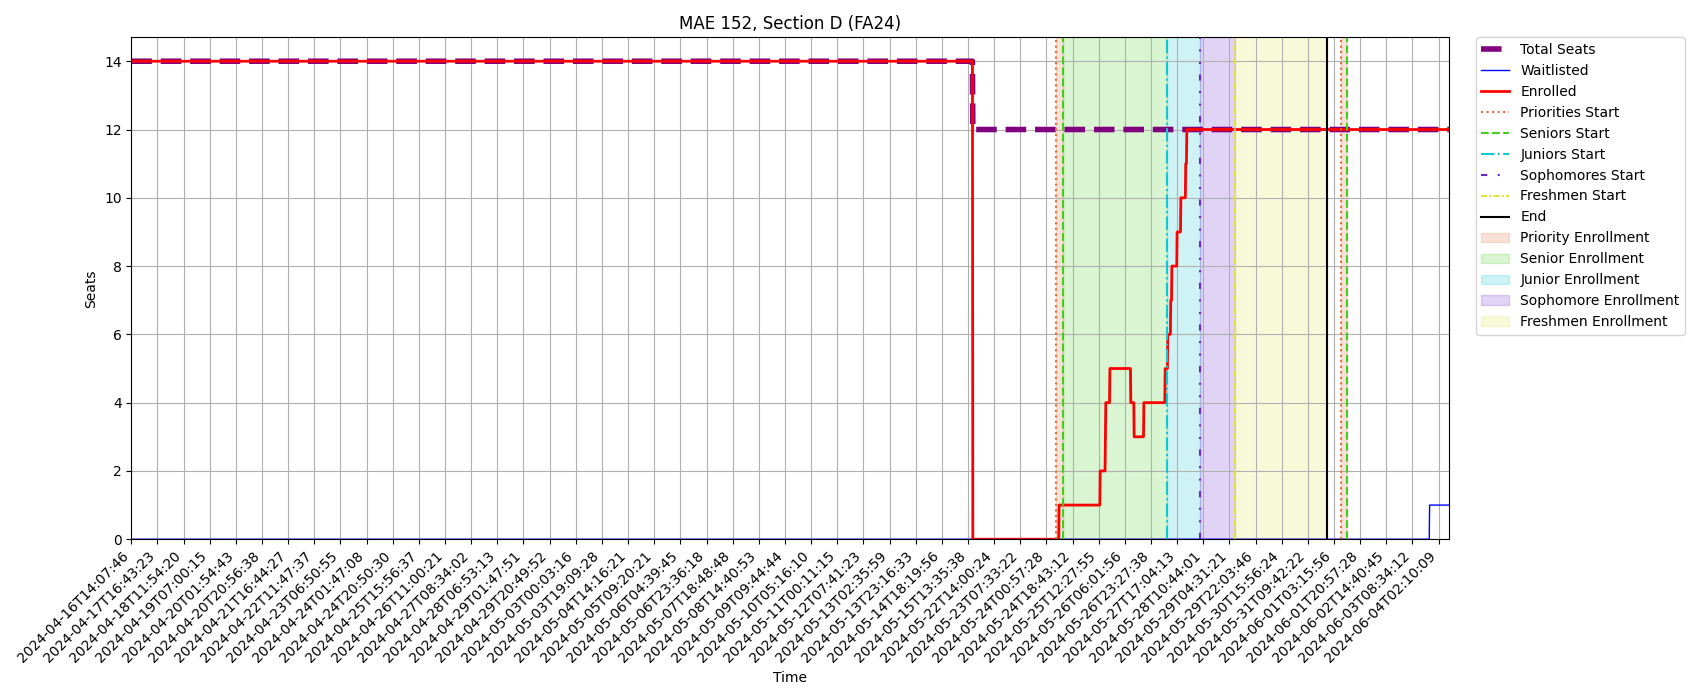 MAE 152, Section D (FA24)
Seats
14
12
10
8
6
4
2
0
2024-04-16T14:07:46
2024-04-17T16:43:23
2024-04-18T11:54:20
2024-04-19T07:00:15
2024-04-20T01:54:43
2024-04-20T20:56:38
2024-04-21T16:44:27
2024-04-22T11:47:37
2024-04-23T06:50:55
2024-04-24T01:47:08
2024-04-24T20:50:30
2024-04-25T15:56:37
2024-04-26T11:00:21
2024-04-27T08:34:02
2024-04-28T06:53:13
2024-04-29T01:47:51
2024-04-29T20:49:52
2024-05-03T00:03:16
2024-05-03T19:09:28
2024-05-04T14:16:21
2024-05-05T09:20:21
2024-05-06T04:39:45
2024-05-06T23:36:18
2024-05-07T18:48:48
2024-05-08T14:40:53
2024-05-09T09:44:44
2024-05-10T05:16:10
2024-05-11T00:11:15
2024-05-12T07:41:23
2024-05-13T02:35:59
2024-05-13T23:16:33
2024-05-14T18:19:56
2024-05-15T13:35:38
2024-05-22T14:00:24
2024-05-23T07:33:22
2024-05-24T00:57:28
2024-05-24T18:43:12
2024-05-25T12:27:55
2024-05-26T06:01:56
2024-05-26T23:27:38
2024-05-27T17:04:13
2024-05-28T10:44:01
2024-05-29T04:31:21
2024-05-29T22:03:46
2024-05-30T15:56:24
2024-05-31T09:42:22
2024-06-01T03:15:56
2024-06-01T20:57:28
2024-06-02T14:40:45
2024-06-03T08:34:12
2024-06-04T02:10:09
Time
Total Seats
Waitlisted
Enrolled
Priorities Start
Seniors Start
Juniors Start
Sophomores Start
Freshmen Start
End
Priority Enrollment
Senior Enrollment
Junior Enrollment
Sophomore Enrollment
Freshmen Enrollment